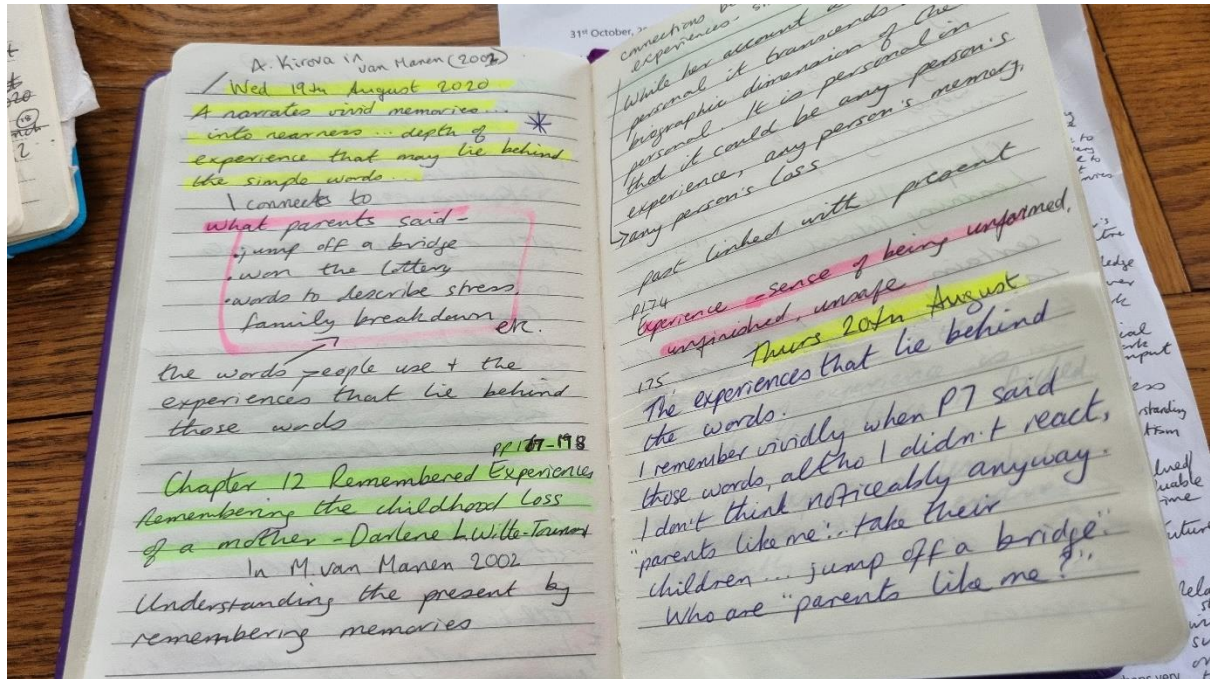 A. Kirova in van Manen (2002)
Wed 19th August 2020
A narrates vivid memories...
into nearness ... depth of
experience that may lie behind
the simple words...
I connects to
what parents said -
• jump off a bridge
• won the lottery
• words to describe stress
family breakdown
etc.
the words people use + the
experiences that lie behind
those words
pp167-198
Chapter 12 Remembered Experiences
Remembering the childhood Loss
of a mother - Darlene L Witte-
In M. van Manen 2002
Understanding the present by
remembering memories
31st October,
connections
experiences
while her account
personal it transcends
biographic dimension of the
personal. It is personal in
that it could be any person's
experience, any person's memory,
any person's loss
past linked with present
p174
Experience - sense of being unformed,
unfinished, unsafe
Thurs 20th August
175
The experiences that lie behind
the words.
I remember vividly when P7 said
those words, altho I didn't react,
I don't think noticeably anyway.
"parents like me... take their
children ... jump off a bridge".
Who are "parents like me?"